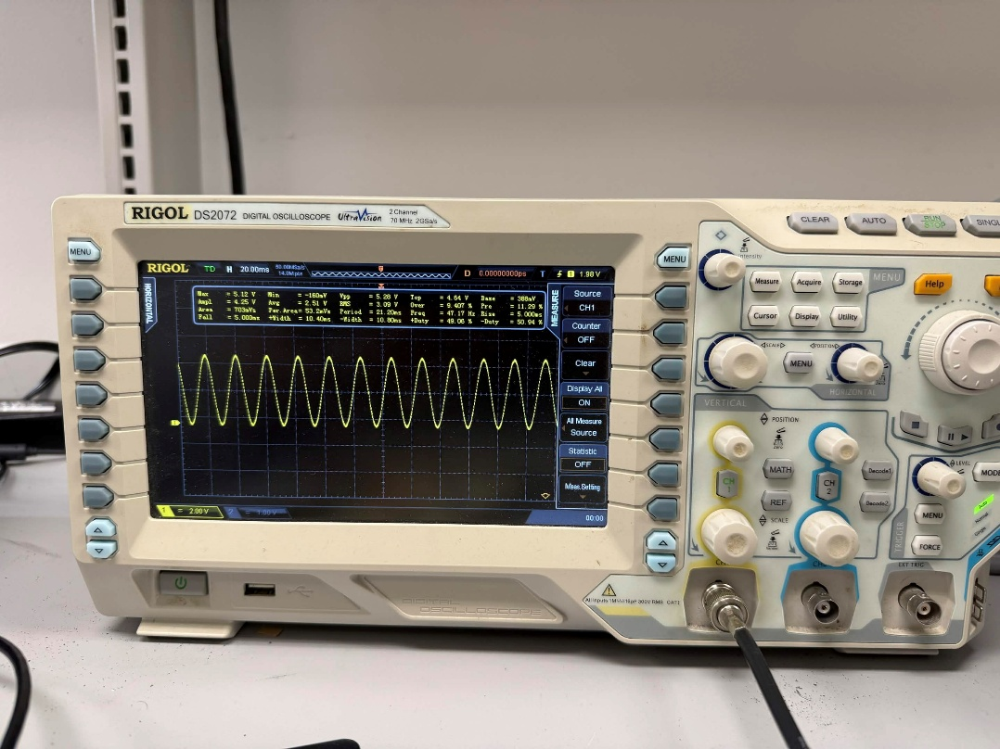 RIGOL DS2072 DIGITAL OSCILLOSCOPE UltraVision 2 Channel 70 MHz 2GSa/s
CLEAR AUTO RUN STOP SINGL
MENU
MENU
RIGOL TD H 20.00ms 50.00MSa/s 14.0Mpts D 0.00000000ps T 1 1.98 V
HORIZONTAL
Max = 5.12 V Min = -160mV Vpp = 5.28 V Top = 4.64 V Base = 388mV
Ampl = 4.25 V Avg = 2.51 V RMS = 3.09 V Over = 9.407 % Pre = 11.29 %
Area = 703mVs Per.Area= 53.2mVs Period = 21.20ms Freq = 47.17 Hz Rise = 5.000ms
Fall = 5.000ms +Width = 10.40ms -Width = 10.80ms +Duty = 49.06 % -Duty = 50.94 %
MEASURE
Source
CH1
Counter
OFF
Clear
Display All
ON
All Measure
Source
Statistic
OFF
Meas.Setting
1 = 2.00 V 2 = 1.00 V 00:00
Intensity
Measure Acquire Storage MENU
Cursor Display Utility
Help
SCALE MENU POSITION
HORIZONTAL
VERTICAL
POSITION
ZERO
CH 1
MATH
CH 2
Decode1
REF
Decode2
SCALE
LEVEL
MODE
MENU
FORCE
TRIGGER
EXT TRIG
All Inputs 1MΩ 300V RMS CAT I
DIGITAL
OSCILLOSCOPE